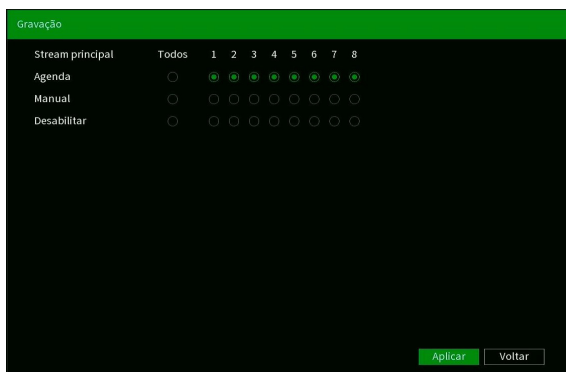 Gravação
Stream principal Todos 1 2 3 4 5 6 7 8
Agenda
Manual
Desabilitar
Aplicar Voltar